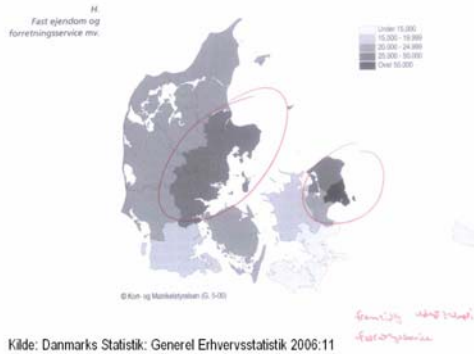 H.
Fast ejendom og
forretningsservice mv.
Under 15.000
15.000 - 19.999
20.000 - 24.999
25.000 - 50.000
Over 50.000
© Kort- og Matrikelstyrelsen (G. 5-00)
Kilde: Danmarks Statistik: Generel Erhvervsstatistik 2006:11